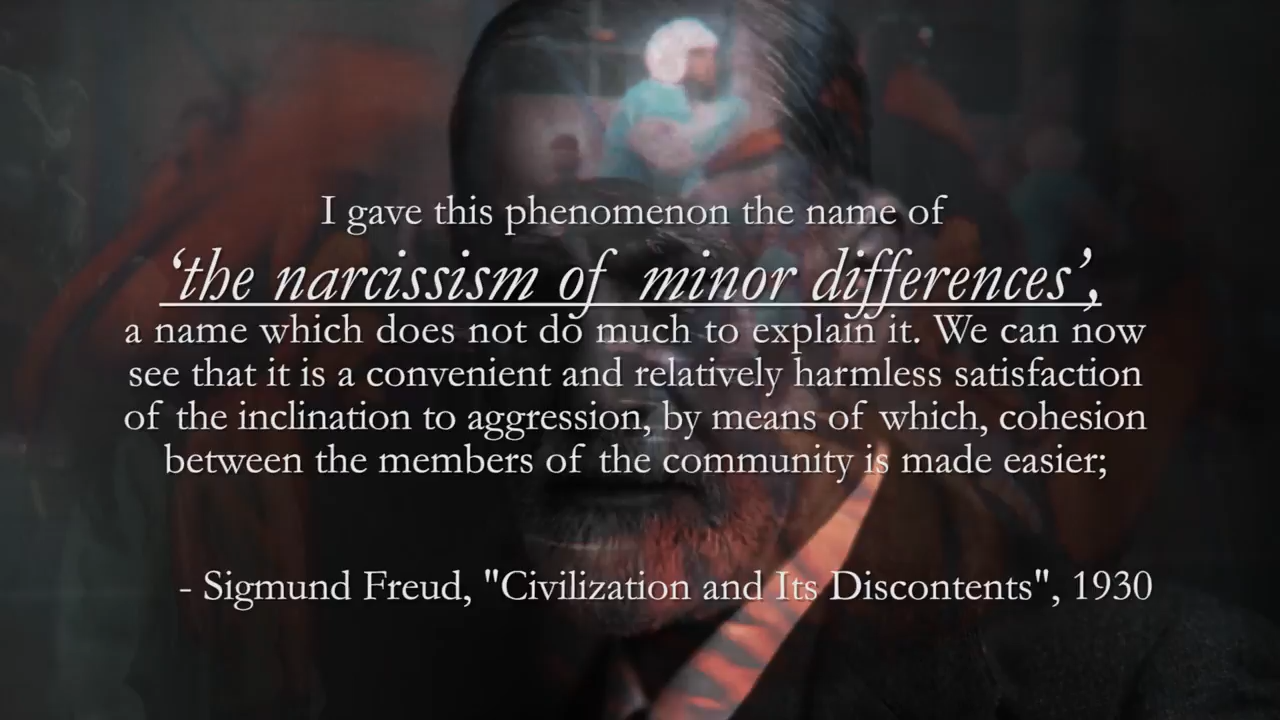 I gave this phenomenon the name of
‘the narcissism of minor differences’,
a name which does not do much to explain it. We can now
see that it is a convenient and relatively harmless satisfaction
of the inclination to aggression, by means of which, cohesion
between the members of the community is made easier;
- Sigmund Freud, "Civilization and Its Discontents", 1930